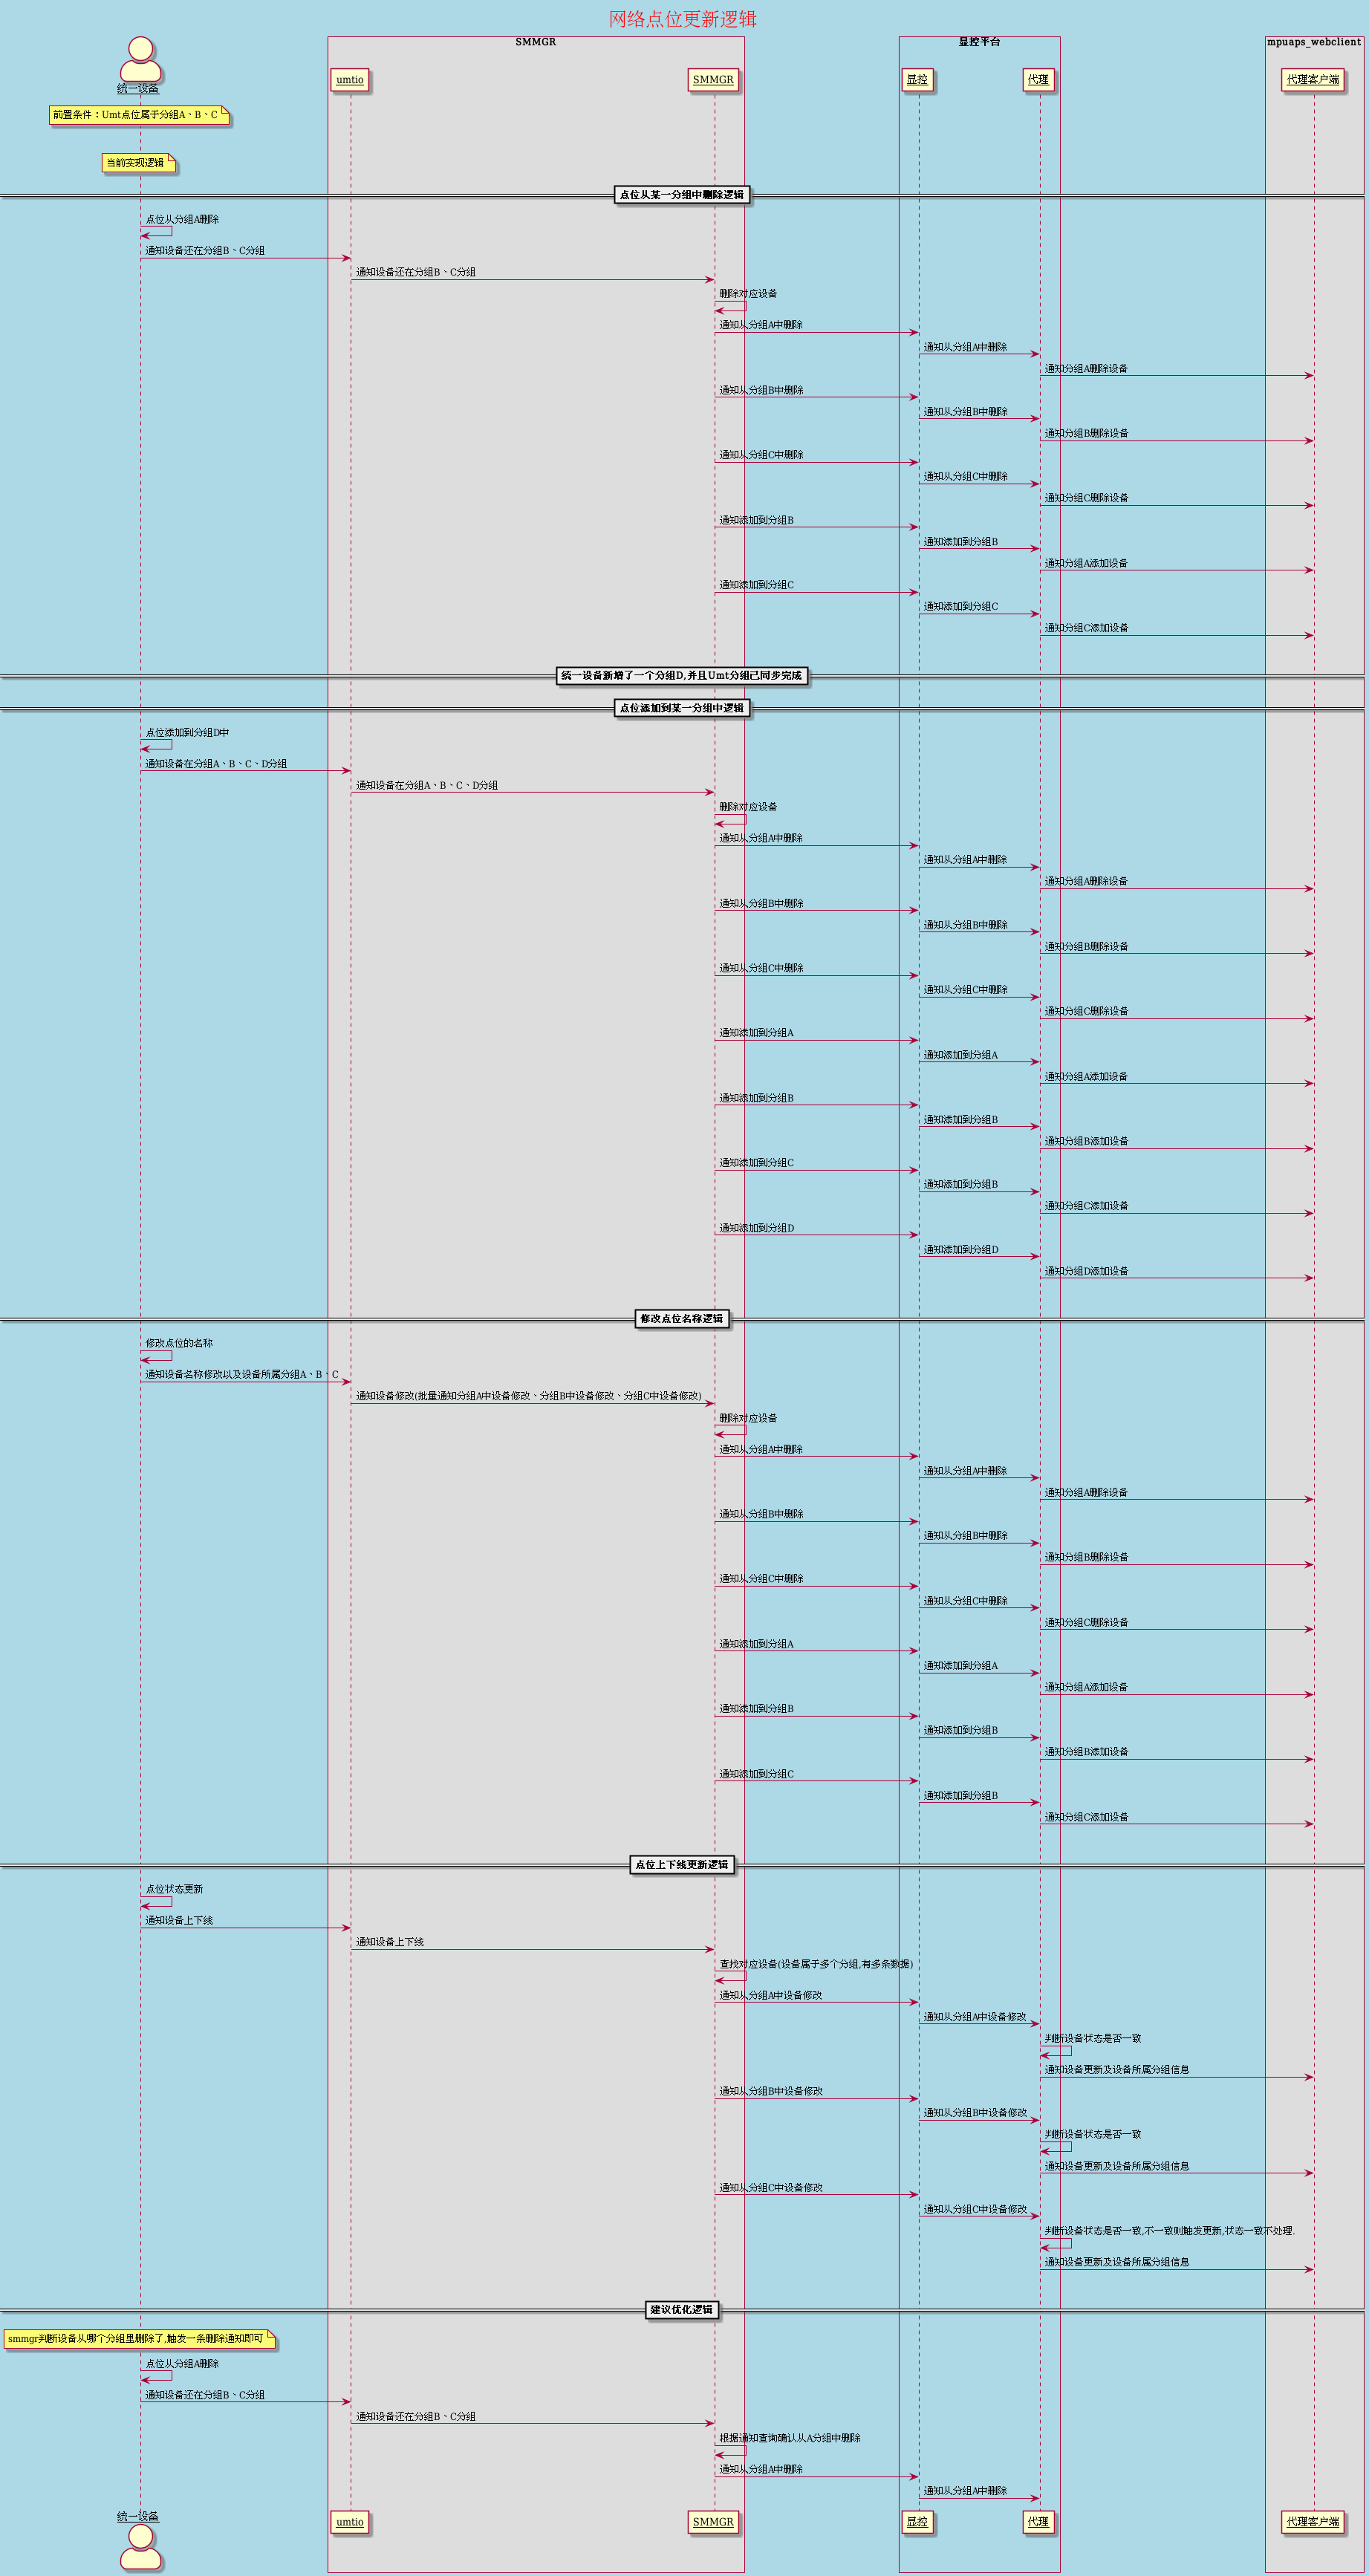 网络点位更新逻辑
SMMGR
显控平台
mpuaps_webclient
统一设备
umtio
SMMGR
显控
代理
代理客户端
前置条件：Umt点位属于分组A、B、C
当前实现逻辑
点位从某一分组中删除逻辑
点位从分组A删除
通知设备还在分组B、C分组
通知设备还在分组B、C分组
删除对应设备
通知从分组A中删除
通知从分组A中删除
通知分组A删除设备
通知从分组B中删除
通知从分组B中删除
通知分组B删除设备
通知从分组C中删除
通知从分组C中删除
通知分组C删除设备
通知添加到分组B
通知添加到分组B
通知分组A添加设备
通知添加到分组C
通知添加到分组C
通知分组C添加设备
统一设备新增了一个分组D,并且Umt分组已同步完成
点位添加到某一分组中逻辑
点位添加到分组D中
通知设备在分组A、B、C、D分组
通知设备在分组A、B、C、D分组
删除对应设备
通知从分组A中删除
通知从分组A中删除
通知分组A删除设备
通知从分组B中删除
通知从分组B中删除
通知分组B删除设备
通知从分组C中删除
通知从分组C中删除
通知分组C删除设备
通知添加到分组A
通知添加到分组A
通知分组A添加设备
通知添加到分组B
通知添加到分组B
通知分组B添加设备
通知添加到分组C
通知添加到分组B
通知分组C添加设备
通知添加到分组D
通知添加到分组D
通知分组D添加设备
修改点位名称逻辑
修改点位的名称
通知设备名称修改以及设备所属分组A、B、C
通知设备修改(批量通知分组A中设备修改、分组B中设备修改、分组C中设备修改)
删除对应设备
通知从分组A中删除
通知从分组A中删除
通知分组A删除设备
通知从分组B中删除
通知从分组B中删除
通知分组B删除设备
通知从分组C中删除
通知从分组C中删除
通知分组C删除设备
通知添加到分组A
通知添加到分组A
通知分组A添加设备
通知添加到分组B
通知添加到分组B
通知分组B添加设备
通知添加到分组C
通知添加到分组B
通知分组C添加设备
点位上下线更新逻辑
点位状态更新
通知设备上下线
通知设备上下线
查找对应设备(设备属于多个分组,有多条数据)
通知从分组A中设备修改
通知从分组A中设备修改
判断设备状态是否一致
通知设备更新及设备所属分组信息
通知从分组B中设备修改
通知从分组B中设备修改
判断设备状态是否一致
通知设备更新及设备所属分组信息
通知从分组C中设备修改
通知从分组C中设备修改
判断设备状态是否一致,不一致则触发更新,状态一致不处理.
通知设备更新及设备所属分组信息
建议优化逻辑
smmgr判断设备从哪个分组里删除了,触发一条删除通知即可
点位从分组A删除
通知设备还在分组B、C分组
通知设备还在分组B、C分组
根据通知查询确认从A分组中删除
通知从分组A中删除
通知从分组A中删除
统一设备
umtio
SMMGR
显控
代理
代理客户端